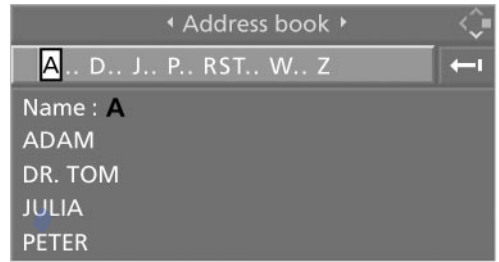 Address book
A.. D.. J.. P.. RST.. W.. Z
Name : A
ADAM
DR. TOM
JULIA
PETER